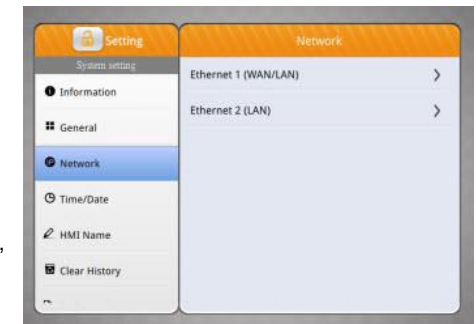 Setting
System setting
Information
General
Network
Time/Date
HMI Name
Clear History
Network
Ethernet 1 (WAN/LAN)
Ethernet 2 (LAN)
,